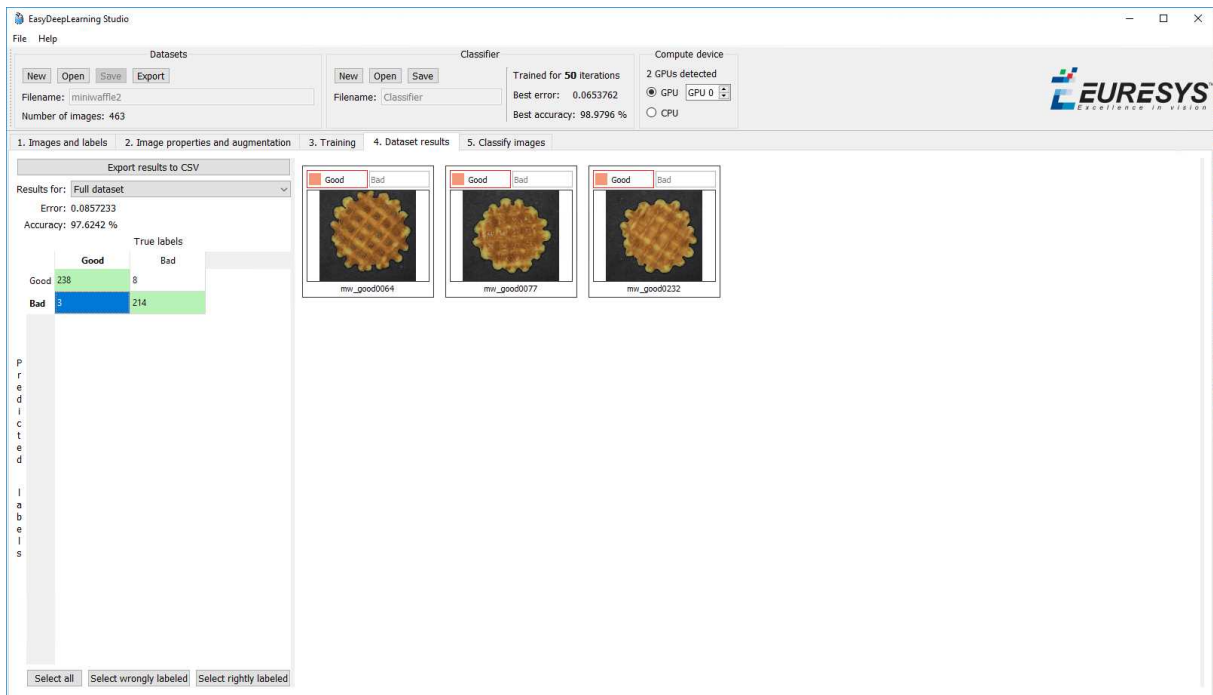 EasyDeepLearning Studio
File Help
Datasets
New Open Save Export
Filename: miniwaffle2
Number of images: 463
Classifier
New Open Save
Filename: Classifier
Trained for 50 iterations
Best error: 0.0653762
Best accuracy: 98.9796 %
Compute device
2 GPUs detected
GPU GPU 0
CPU
EURESYS
Excellence in vision
1. Images and labels 2. Image properties and augmentation 3. Training 4. Dataset results 5. Classify images
Export results to CSV
Results for: Full dataset
Error: 0.0857233
Accuracy: 97.6242 %
True labels
Good Bad
Good 238 8
Bad 3 214
Predicted labels
Select all Select wrongly labeled Select rightly labeled
Good Bad
mw_good0064
Good Bad
mw_good0077
Good Bad
mw_good0232